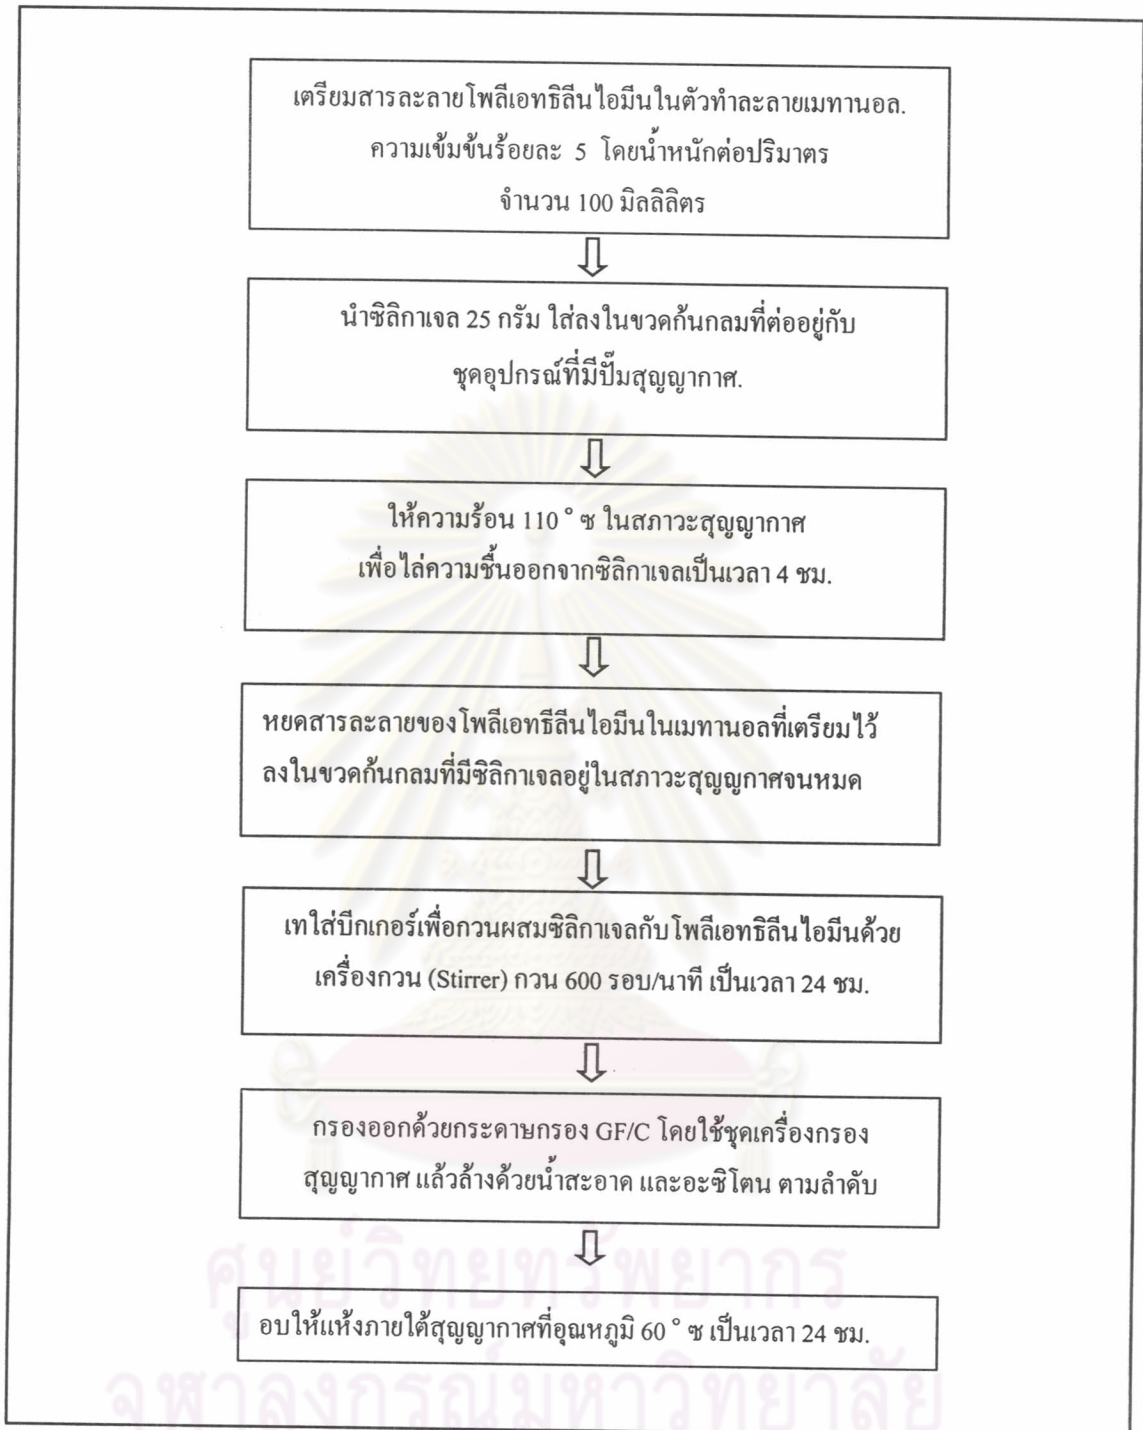 เตรียมสารละลายโพลีเอทธิลีนไอมีนในตัวทำละลายเมทานอล.
ความเข้มข้นร้อยละ 5 โดยน้ำหนักต่อปริมาตร
จำนวน 100 มิลลิลิตร
นำซิลิกาเจล 25 กรัม ใส่ลงในขวดก้นกลมที่ต่ออยู่กับ
ชุดอุปกรณ์ที่มีปั๊มสุญญากาศ.
ให้ความร้อน 110 ° ซ ในสภาวะสุญญากาศ
เพื่อไล่ความชื้นออกจากซิลิกาเจลเป็นเวลา 4 ชม.
หยดสารละลายของโพลีเอทธีลีนไอมีนในเมทานอลที่เตรียมไว้
ลงในขวดก้นกลมที่มีซิลิกาเจลอยู่ในสภาวะสุญญกาศจนหมด
เทใส่บีกเกอร์เพื่อกวนผสมซิลิกาเจลกับโพลีเอทธิลีนไอมีนด้วย
เครื่องกวน (Stirrer) กวน 600 รอบ/นาที เป็นเวลา 24 ชม.
กรองออกด้วยกระดาษกรอง GF/C โดยใช้ชุดเครื่องกรอง
สุญญากาศ แล้วล้างด้วยน้ำสะอาด และอะซิโตน ตามลำดับ
ศูนย์วิทยทรัพยากร
อบให้แห้งภายใต้สุญญากาศที่อุณหภูมิ 60 ° ซ เป็นเวลา 24 ชม.
จุฬาลงกรณ์มหาวิทยาลัย